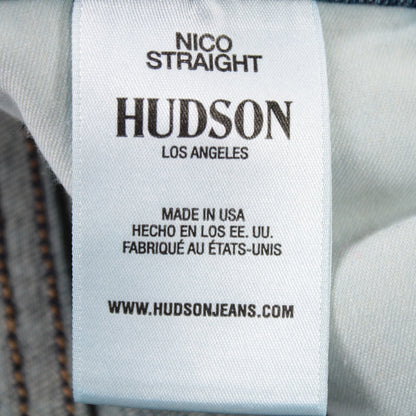 NICO
STRAIGHT
HUDSON
LOS ANGELES
MADE IN USA
HECHO EN LOS EE. UU.
FABRIQUÉ AU ÉTATS-UNIS
WWW.HUDSONJEANS.COM